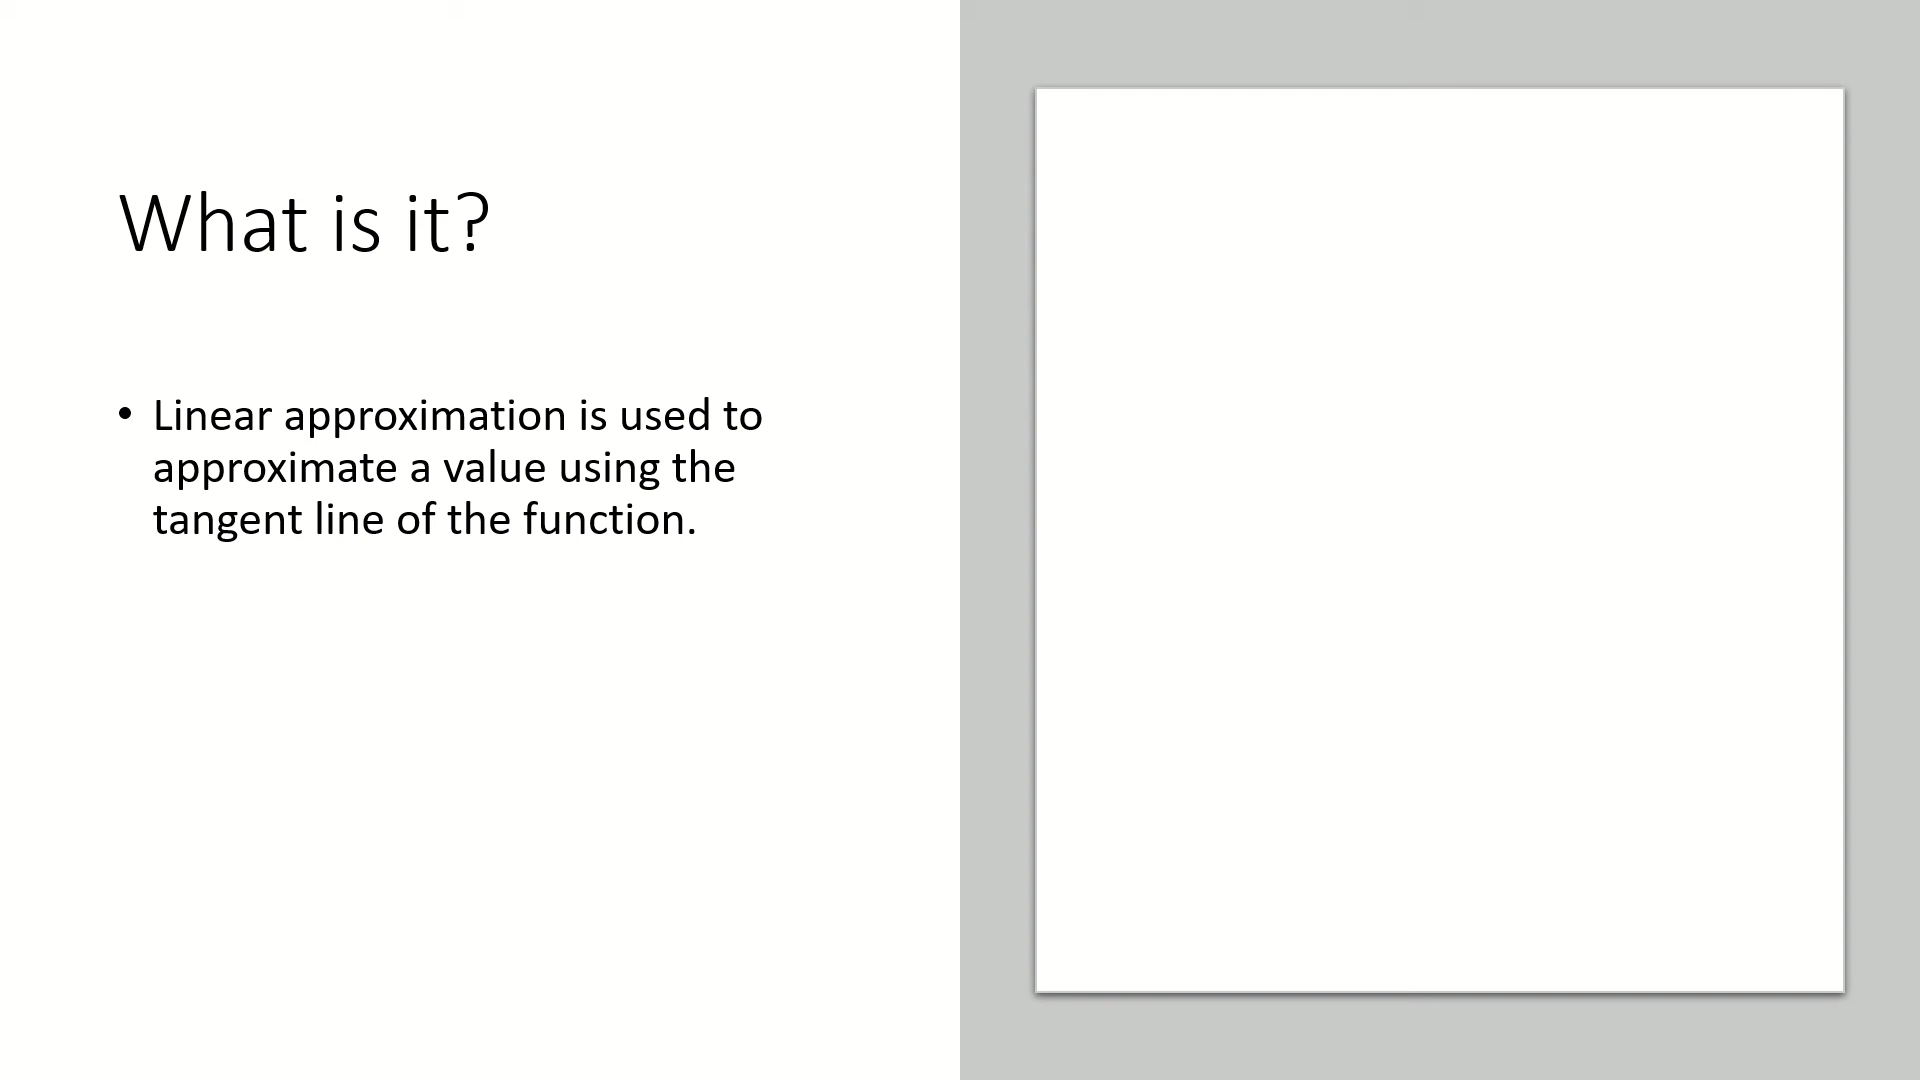 What is it?
• Linear approximation is used to
approximate a value using the
tangent line of the function.